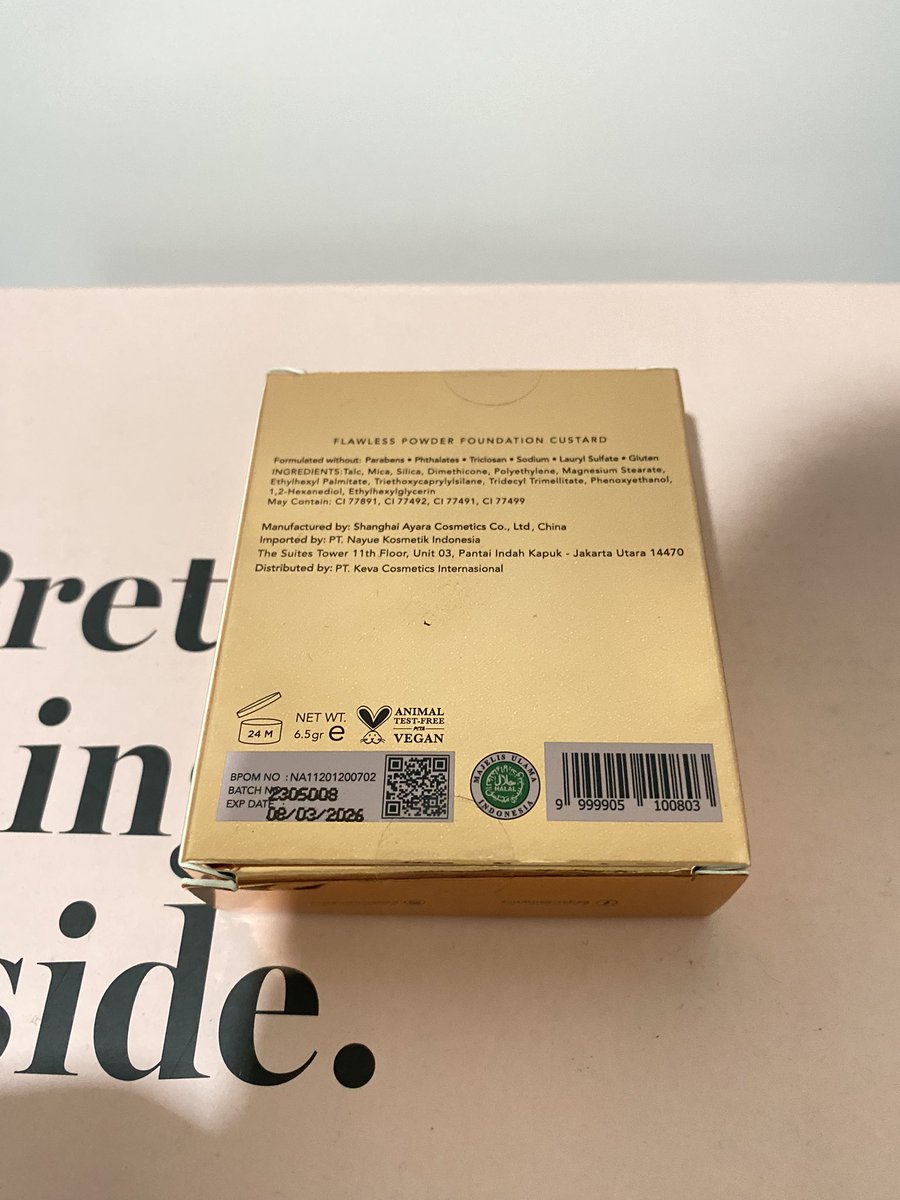 FLAWLESS POWDER FOUNDATION CUSTARD
Formulated without: Parabens • Phthalates • Triclosan • Sodium • Lauryl Sulfate • Gluten
INGREDIENTS:Talc, Mica, Silica, Dimethicone, Polyethylene, Magnesium Stearate,
Ethylhexyl Palmitate, Triethoxycaprylylsilane, Tridecyl Trimellitate, Phenoxyethanol,
1,2-Hexanediol, Ethylhexylglycerin
May Contain: CI 77891, CI 77492, CI 77491, CI 77499
Manufactured by: Shanghai Ayara Cosmetics Co., Ltd, China
Imported by: PT. Nayue Kosmetik Indonesia
The Suites Tower 11th Floor, Unit 03, Pantai Indah Kapuk - Jakarta Utara 14470
Distributed by: PT. Keva Cosmetics Internasional
24 M
NET WT.
6.5gr e
ANIMAL
TEST-FREE
PETA
VEGAN
BPOM NO : NA11201200702
BATCH NO 2305008
EXP DATE 08/03/2026
MAJELIS ULAMA
حلال
HALAL
INDONESIA
9 999905 100803
Pret
in
side.